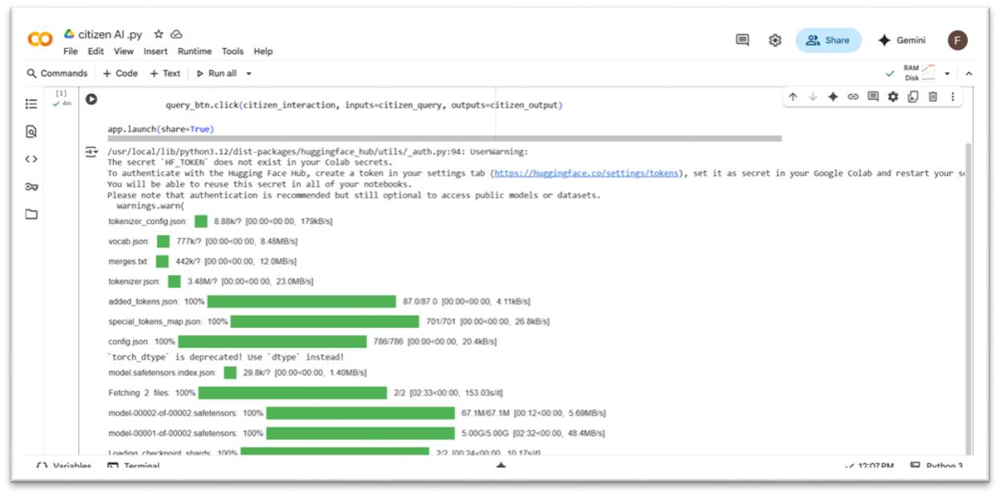 citizen AI .py
File Edit View Insert Runtime Tools Help
Share
Gemini
F
Commands + Code + Text Run all
RAM
Disk
[1]
4m
query_btn.click(citizen_interaction, inputs=citizen_query, outputs=citizen_output)
app.launch(share=True)
/usr/local/lib/python3.12/dist-packages/huggingface_hub/utils/_auth.py:94: UserWarning:
The secret `HF_TOKEN` does not exist in your Colab secrets.
To authenticate with the Hugging Face Hub, create a token in your settings tab (https://huggingface.co/settings/tokens), set it as secret in your Google Colab and restart your se
You will be able to reuse this secret in all of your notebooks.
Please note that authentication is recommended but still optional to access public models or datasets.
warnings.warn(
tokenizer_config.json: 8.88k/? [00:00<00:00, 179kB/s]
vocab.json: 777k/? [00:00<00:00, 8.48MB/s]
merges.txt: 442k/? [00:00<00:00, 12.0MB/s]
tokenizer.json: 3.48M/? [00:00<00:00, 23.0MB/s]
added_tokens.json: 100% 87.0/87.0 [00:00<00:00, 4.11kB/s]
special_tokens_map.json: 100% 701/701 [00:00<00:00, 26.8kB/s]
config.json: 100% 786/786 [00:00<00:00, 20.4kB/s]
`torch_dtype` is deprecated! Use `dtype` instead!
model.safetensors.index.json: 29.8k/? [00:00<00:00, 1.40MB/s]
Fetching 2 files: 100% 2/2 [02:33<00:00, 153.03s/it]
model-00002-of-00002.safetensors: 100% 67.1M/67.1M [00:12<00:00, 5.69MB/s]
model-00001-of-00002.safetensors: 100% 5.00G/5.00G [02:32<00:00, 48.4MB/s]
Loading checkpoint shards: 100% 2/2 [00:24<00:00, 10.17s/it]
Variables Terminal 12:07 PM Python 3